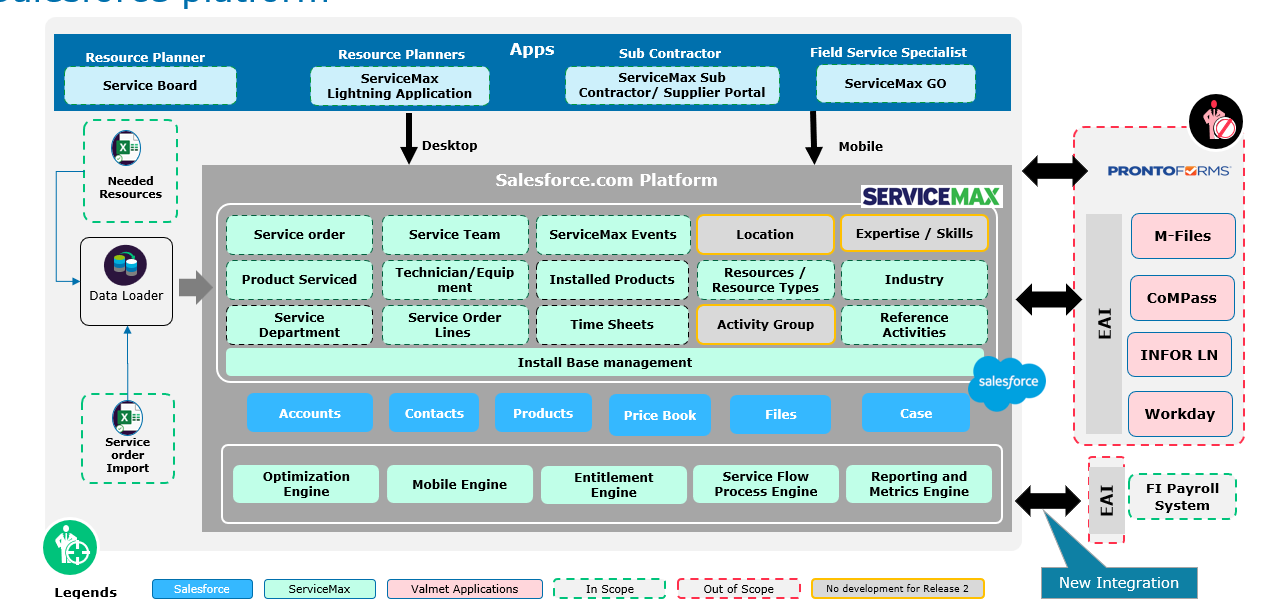 Salesforce platform
Apps
Resource Planner
Service Board
Resource Planners
ServiceMax
Lightning Application
Sub Contractor
ServiceMax Sub
Contractor/ Supplier Portal
Field Service Specialist
ServiceMax GO
Desktop
Mobile
Needed
Resources
Data Loader
Service
order
Import
Salesforce.com Platform
SERVICEMAX
Service order
Service Team
ServiceMax Events
Location
Expertise / Skills
Product Serviced
Technician/Equip
ment
Installed Products
Resources /
Resource Types
Industry
Service
Department
Service Order
Lines
Time Sheets
Activity Group
Reference
Activities
Install Base management
salesforce
Accounts
Contacts
Products
Price Book
Files
Case
Optimization
Engine
Mobile Engine
Entitlement
Engine
Service Flow
Process Engine
Reporting and
Metrics Engine
PRONTOFORMS
EAI
M-Files
CoMPass
INFOR LN
Workday
EAI
FI Payroll
System
New Integration
Legends
Salesforce
ServiceMax
Valmet Applications
In Scope
Out of Scope
No development for Release 2